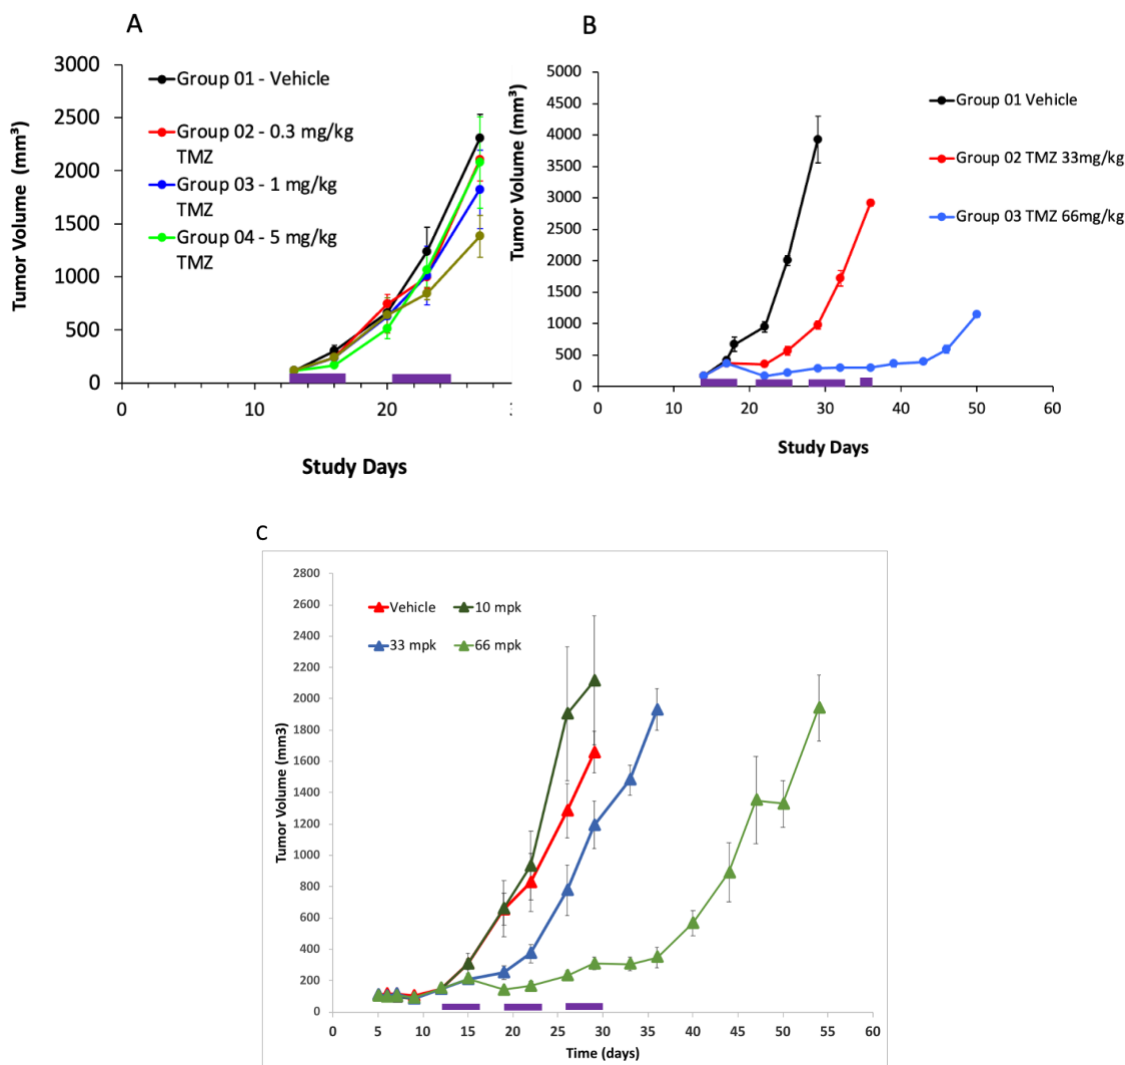 A
3000
2500
2000
1500
1000
500
0
0
10
20
Tumor Volume (mm³)
Study Days
Group 01 - Vehicle
Group 02 - 0.3 mg/kg
TMZ
Group 03 - 1 mg/kg
TMZ
Group 04 - 5 mg/kg
TMZ
B
5000
4500
4000
3500
3000
2500
2000
1500
1000
500
0
0
10
20
30
40
50
60
Tumor Volume (mm³)
Study Days
Group 01 Vehicle
Group 02 TMZ 33mg/kg
Group 03 TMZ 66mg/kg
C
2800
2600
2400
2200
2000
1800
1600
1400
1200
1000
800
600
400
200
0
0
5
10
15
20
25
30
35
40
45
50
55
60
Tumor Volume (mm3)
Time (days)
Vehicle
10 mpk
33 mpk
66 mpk